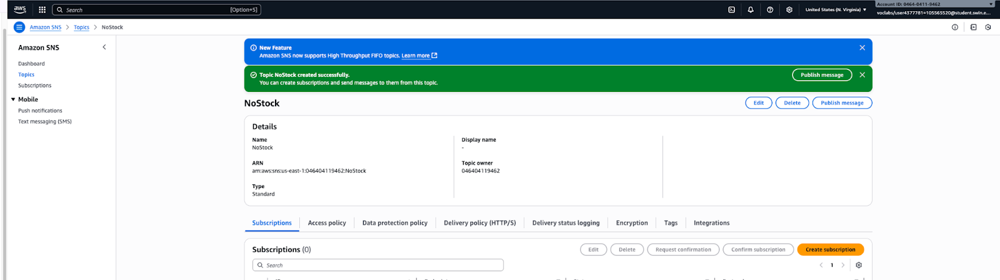 aws
Search [Option+S]
United States (N. Virginia)
Account ID: 0464-0411-9462
voclabs/user4377781=105565520@student.swin.e...
Amazon SNS > Topics > NoStock
Amazon SNS
Dashboard
Topics
Subscriptions
Mobile
Push notifications
Text messaging (SMS)
New Feature
Amazon SNS now supports High Throughput FIFO topics. Learn more
Topic NoStock created successfully.
You can create subscriptions and send messages to them from this topic.
Publish message
NoStock
Edit Delete Publish message
Details
Name
NoStock
ARN
arn:aws:sns:us-east-1:046404119462:NoStock
Type
Standard
Display name
-
Topic owner
046404119462
Subscriptions Access policy Data protection policy Delivery policy (HTTP/S) Delivery status logging Encryption Tags Integrations
Subscriptions (0)
Edit Delete Request confirmation Confirm subscription Create subscription
Search
1